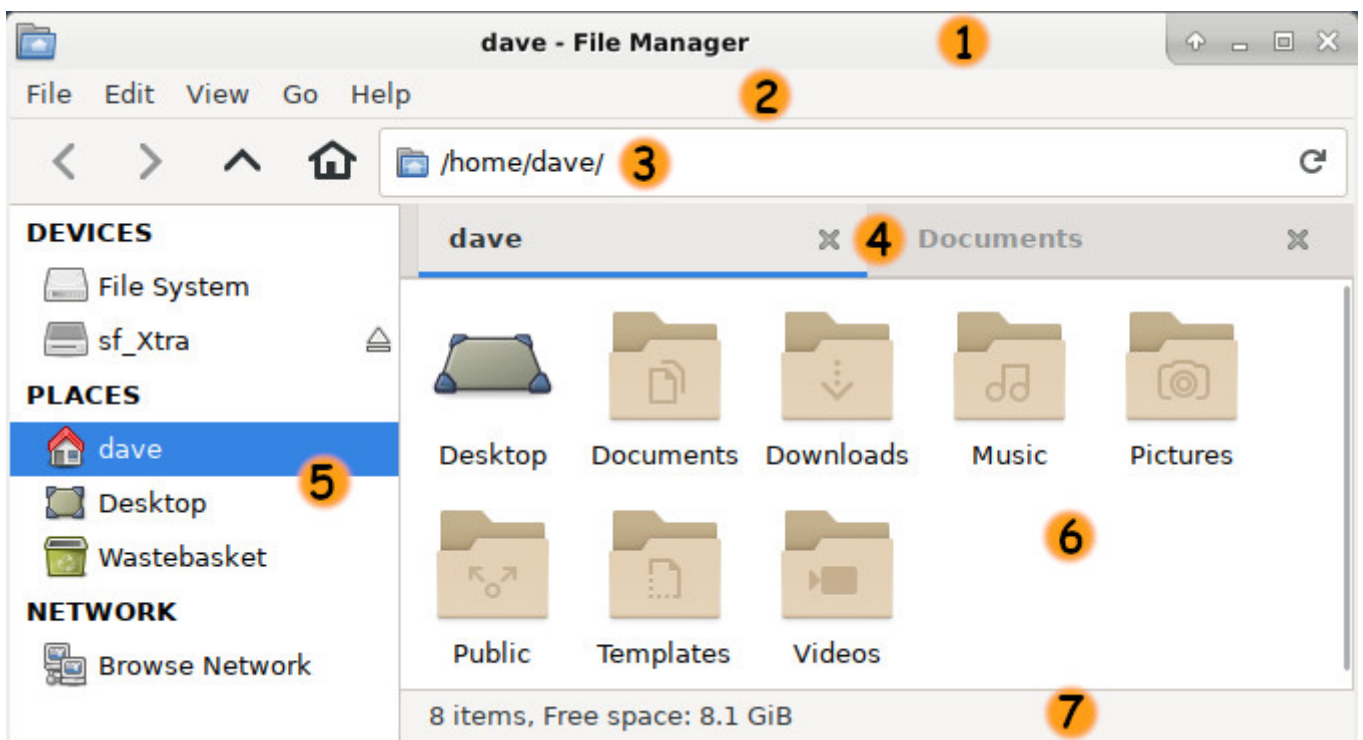 dave - File Manager 1
File Edit View Go Help 2
/home/dave/ 3
DEVICES
File System
sf_Xtra
PLACES
dave
Desktop
Wastebasket
NETWORK
Browse Network
5
dave 4 Documents
Desktop Documents Downloads Music Pictures
6
Public Templates Videos
8 items, Free space: 8.1 GiB 7